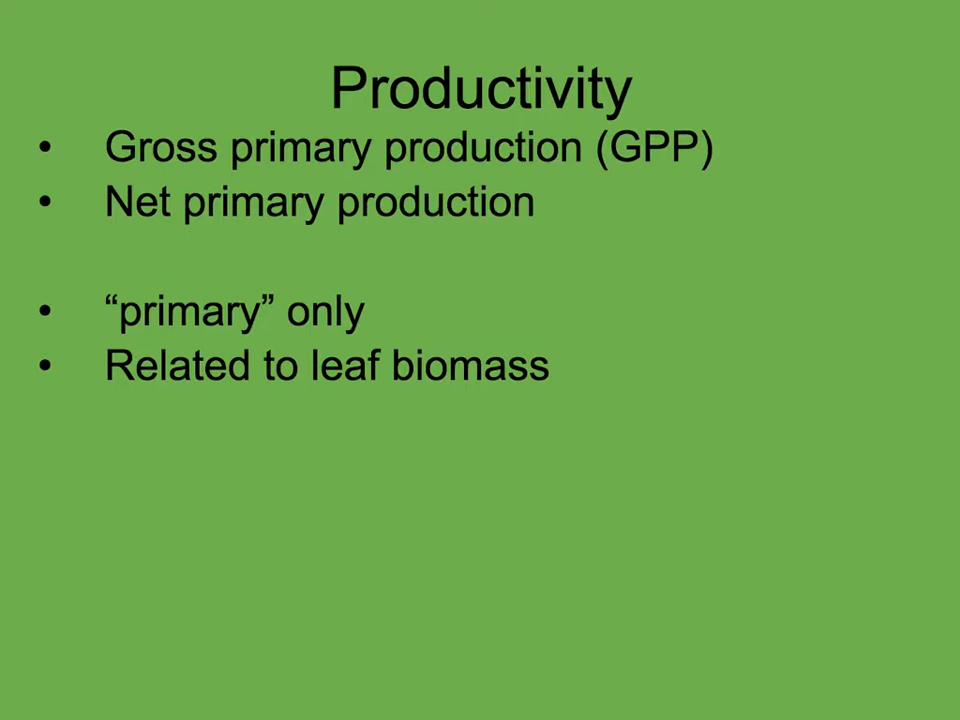 Productivity
• Gross primary production (GPP)
• Net primary production
• “primary” only
• Related to leaf biomass